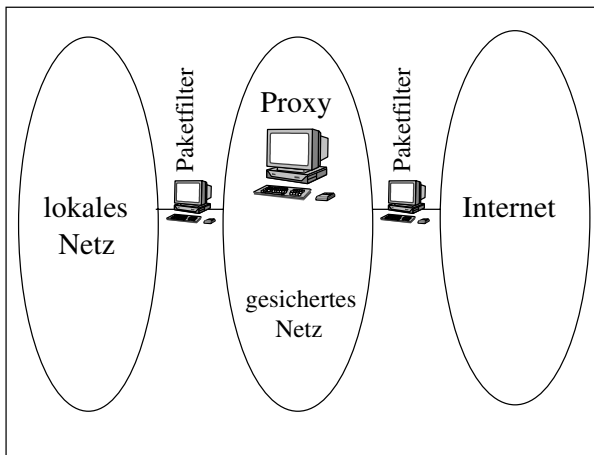 lokales
Netz
Paketfilter
Proxy
gesichertes
Netz
Paketfilter
Internet